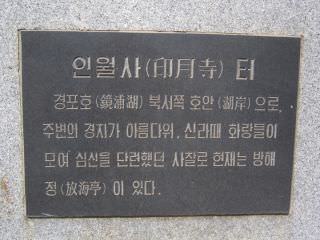 인월사(印月寺) 터
경포호(鏡浦湖) 북서쪽 호안(湖岸)으로,
주변의 경치가 아름다워, 신라때 화랑들이
모여 심신을 단련했던 사찰로 현재는 방해
정(放海亭)이 있다.